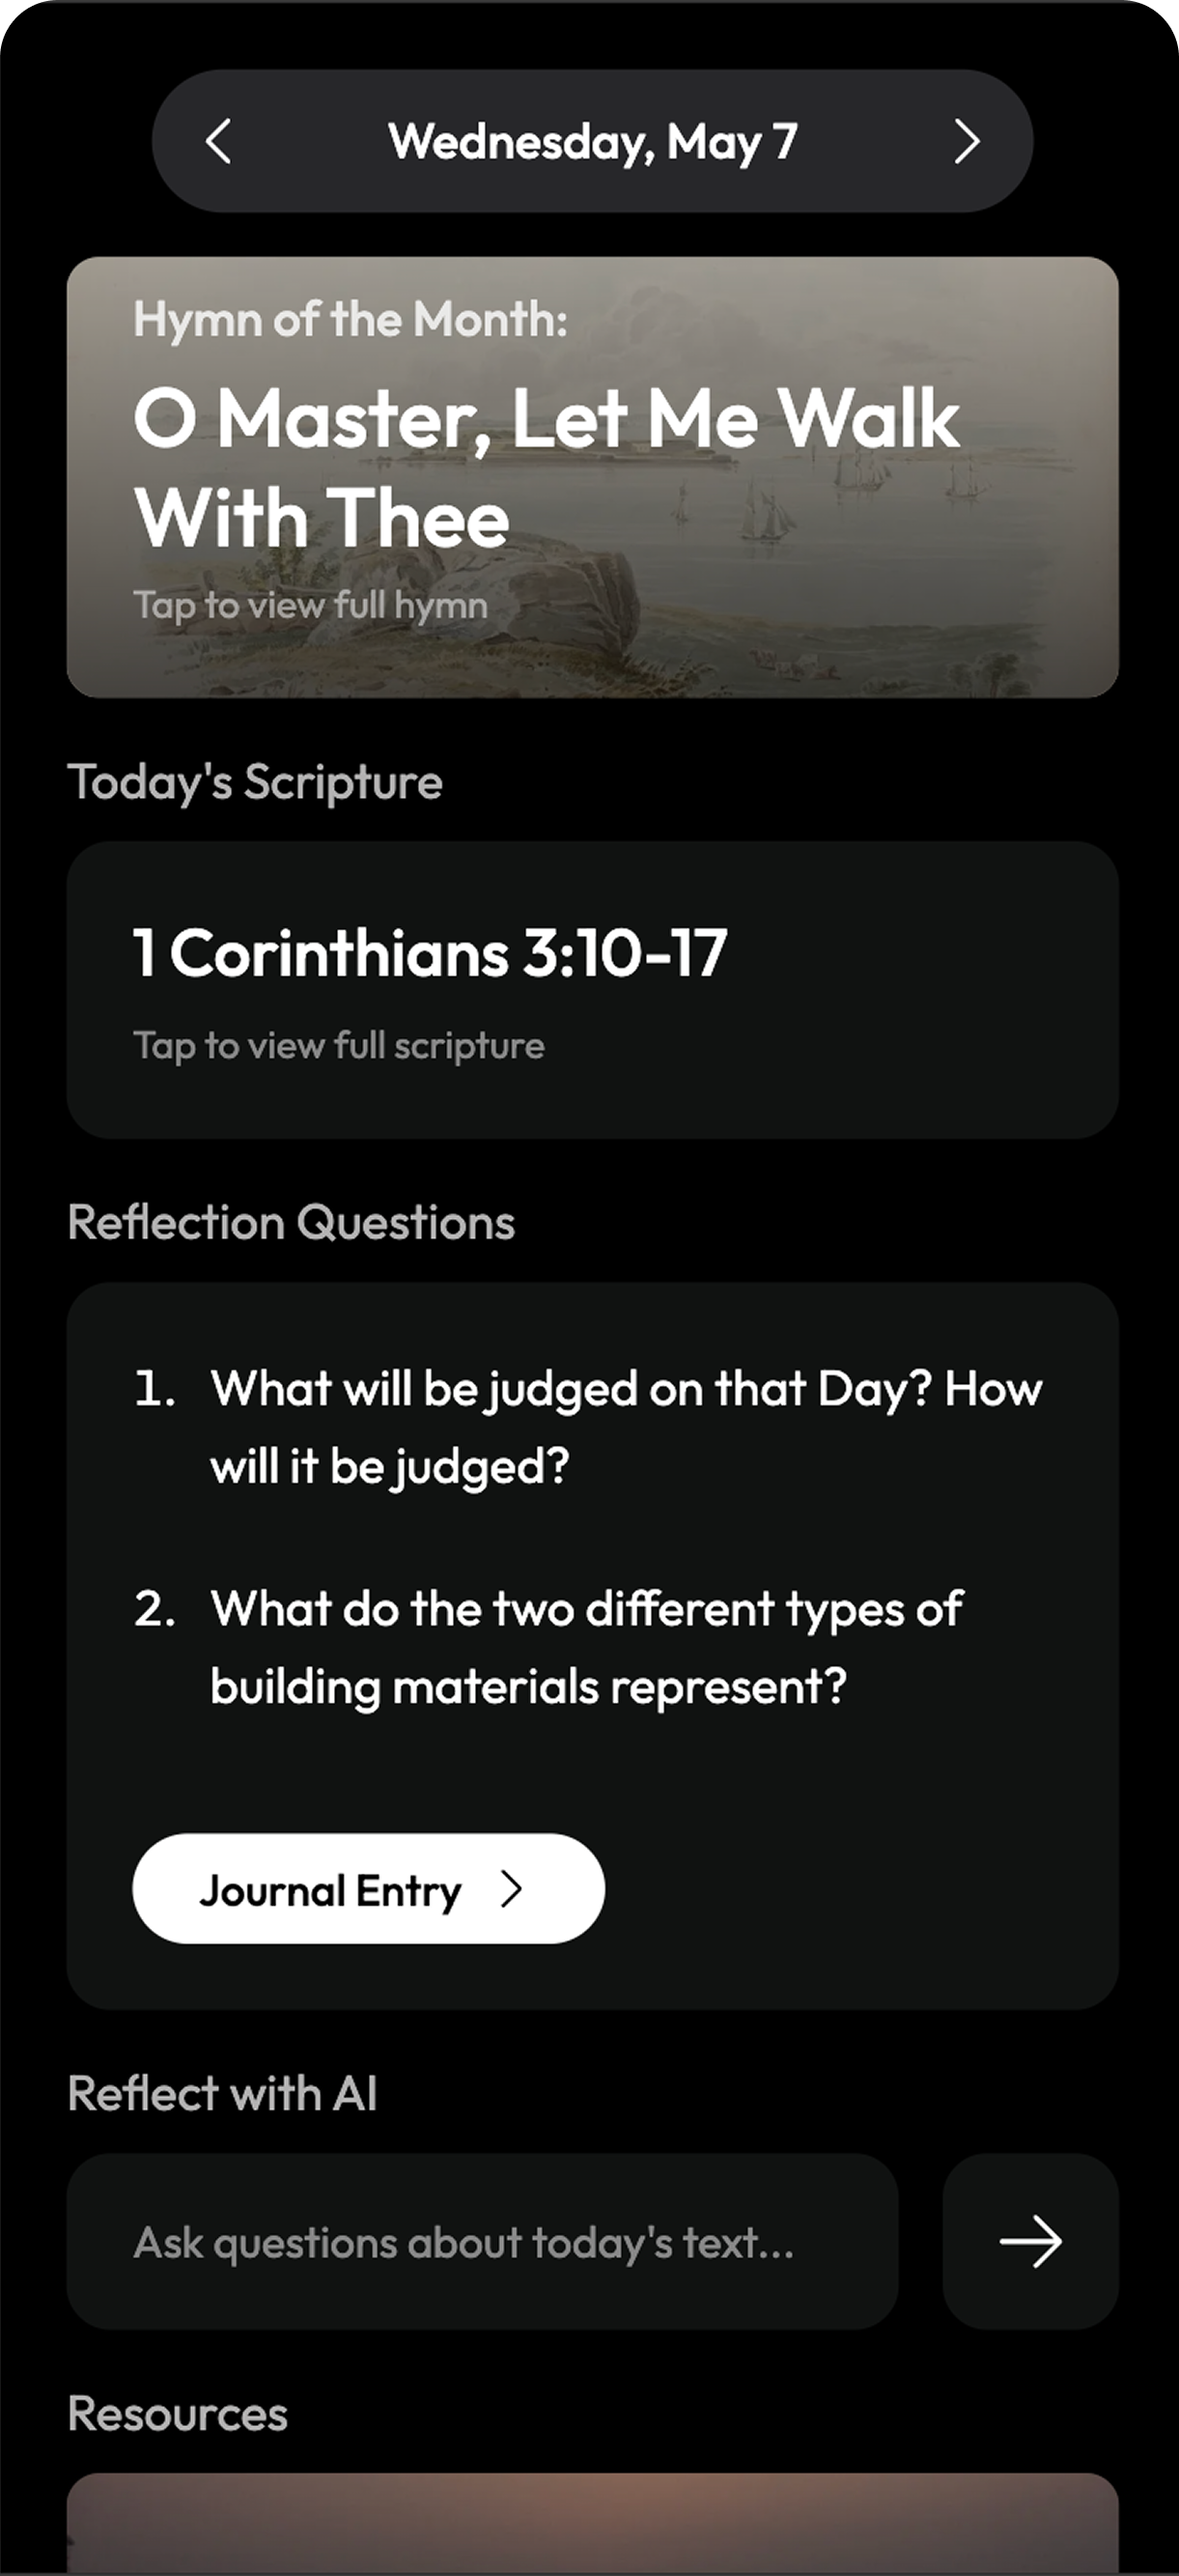 Wednesday, May 7
Hymn of the Month:
O Master, Let Me Walk
With Thee
Tap to view full hymn
Today's Scripture
1 Corinthians 3:10-17
Tap to view full scripture
Reflection Questions
1. What will be judged on that Day? How
will it be judged?
2. What do the two different types of
building materials represent?
Journal Entry
Reflect with AI
Ask questions about today's text...
Resources